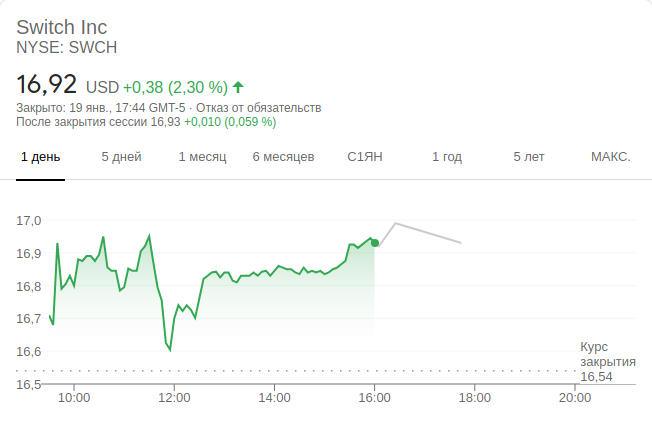 Switch Inc
NYSE: SWCH
16,92 USD +0,38 (2,30 %)
Закрыто: 19 янв., 17:44 GMT-5 · Отказ от обязательств
После закрытия сессии 16,93 +0,010 (0,059 %)
1 день 5 дней 1 месяц 6 месяцев С1ЯН 1 год 5 лет МАКС.
17,0
16,9
16,8
16,7
16,6
16,5
Курс
закрытия
16,54
10:00 12:00 14:00 16:00 18:00 20:00